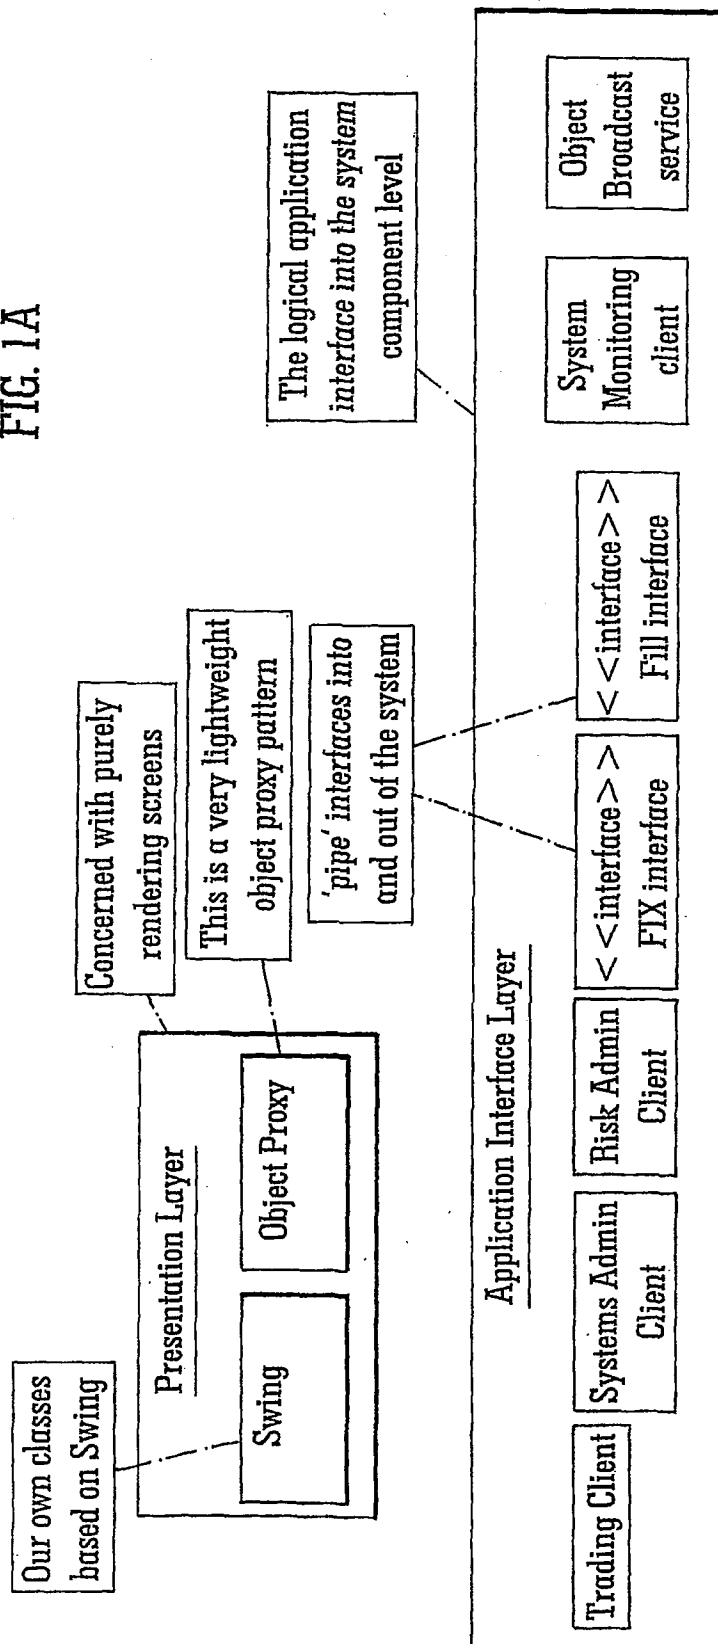 FIG. 1A
Our own classes
based on Swing
Concerned with purely
rendering screens
This is a very lightweight
object proxy pattern
'pipe' interfaces into
and out of the system
The logical application
interface into the system
component level
Presentation Layer
Swing
Object Proxy
Application Interface Layer
Trading Client
Systems Admin
Client
Risk Admin
Client
< <interface> >
FIX interface
< <interface> >
Fill interface
System
Monitoring
client
Object
Broadcast
service